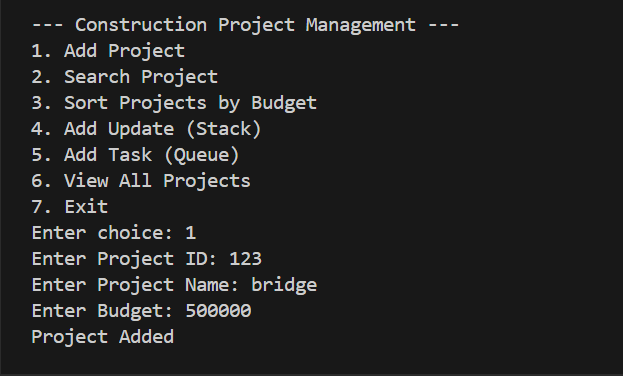 --- Construction Project Management ---
1. Add Project
2. Search Project
3. Sort Projects by Budget
4. Add Update (Stack)
5. Add Task (Queue)
6. View All Projects
7. Exit
Enter choice: 1
Enter Project ID: 123
Enter Project Name: bridge
Enter Budget: 500000
Project Added